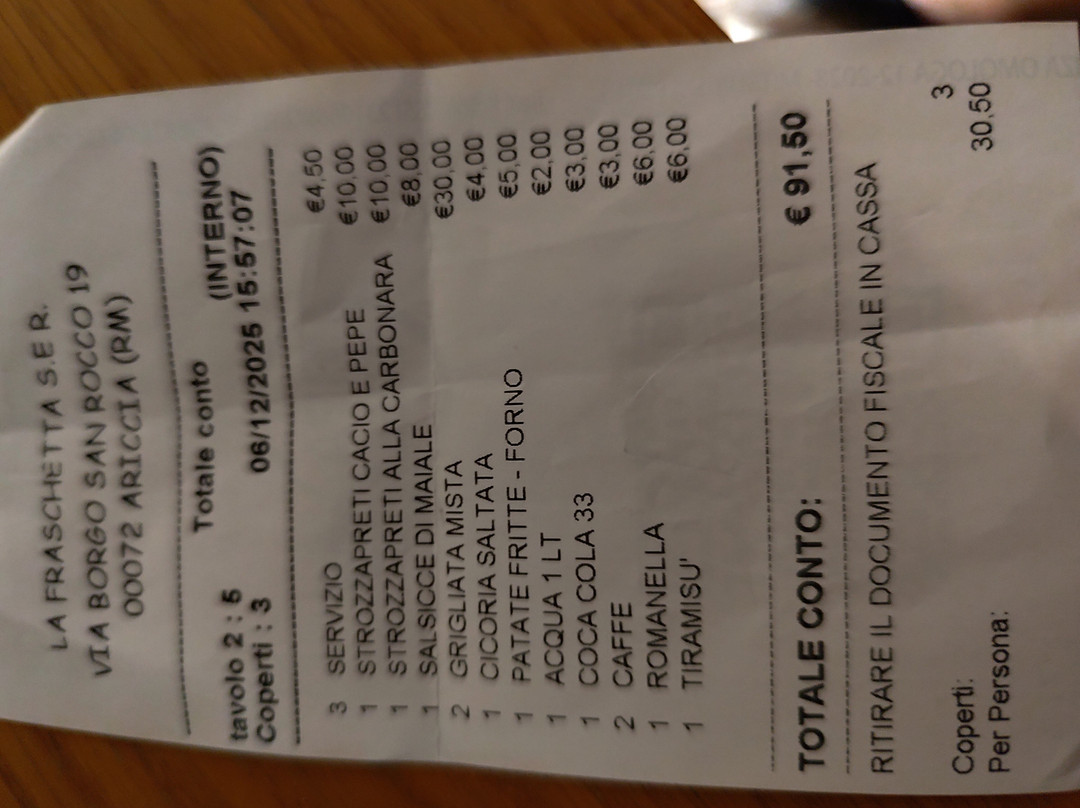 LA FRASCHETTA S.E R.
VIA BORGO SAN ROCCO 19
00072 ARICCIA (RM)
Totale conto
tavolo 2 : 5 (INTERNO)
Coperti : 3 06/12/2025 15:57:07
3 SERVIZIO €4,50
1 STROZZAPRETI CACIO E PEPE €10,00
1 STROZZAPRETI ALLA CARBONARA €10,00
1 SALSICCE DI MAIALE €8,00
2 GRIGLIATA MISTA €30,00
1 CICORIA SALTATA €4,00
1 PATATE FRITTE - FORNO €5,00
1 ACQUA 1 LT €2,00
1 COCA COLA 33 €3,00
2 CAFFE €3,00
1 ROMANELLA €6,00
1 TIRAMISU' €6,00
TOTALE CONTO: € 91,50
RITIRARE IL DOCUMENTO FISCALE IN CASSA
Coperti: 3
Per Persona: 30,50